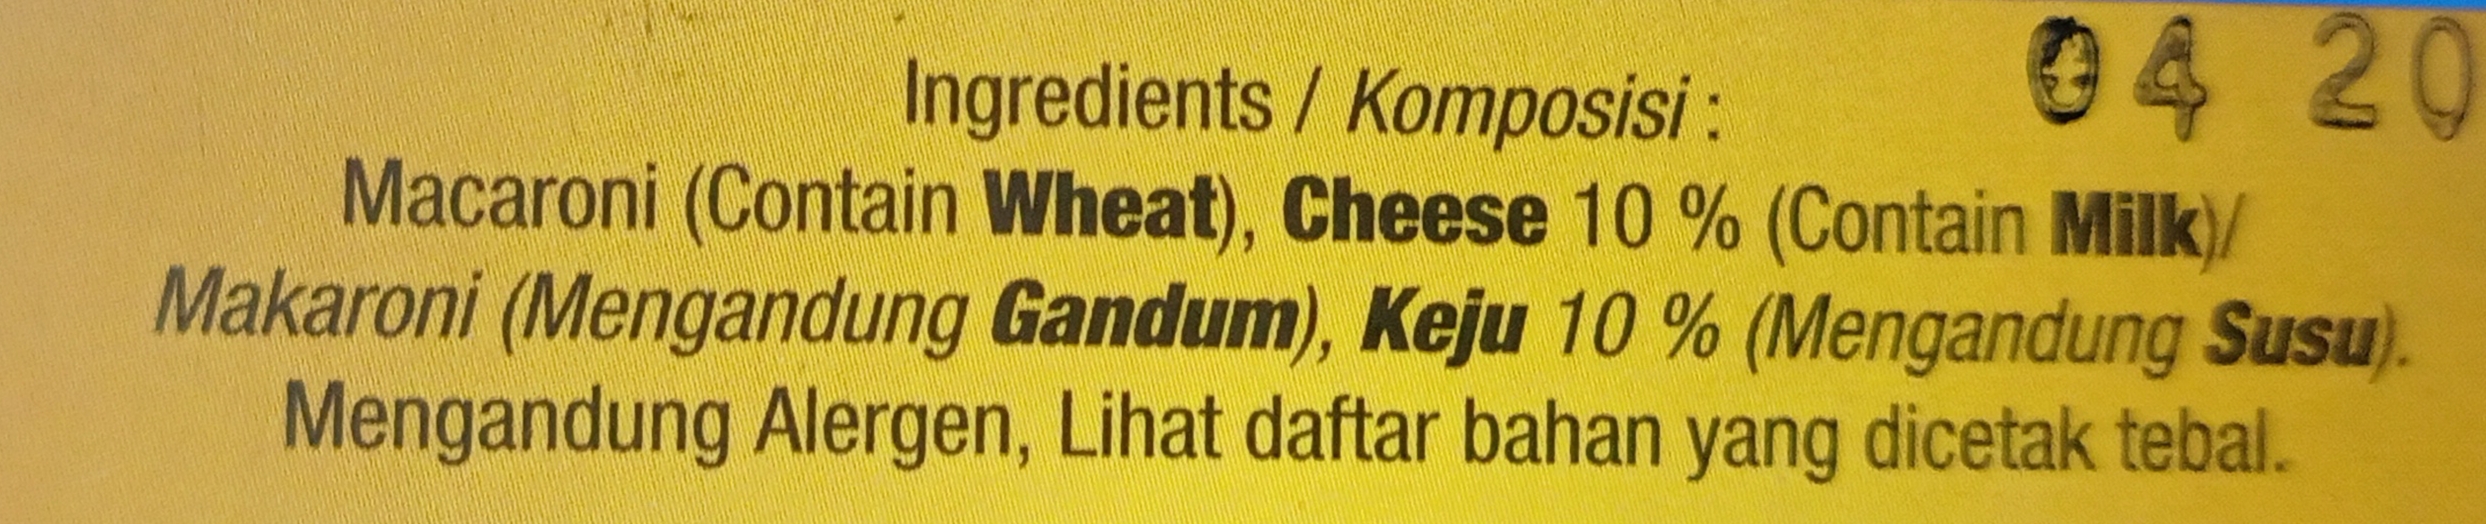 04 20
Ingredients / Komposisi :
Macaroni (Contain Wheat), Cheese 10 % (Contain Milk)/
Makaroni (Mengandung Gandum), Keju 10 % (Mengandung Susu).
Mengandung Alergen, Lihat daftar bahan yang dicetak tebal.